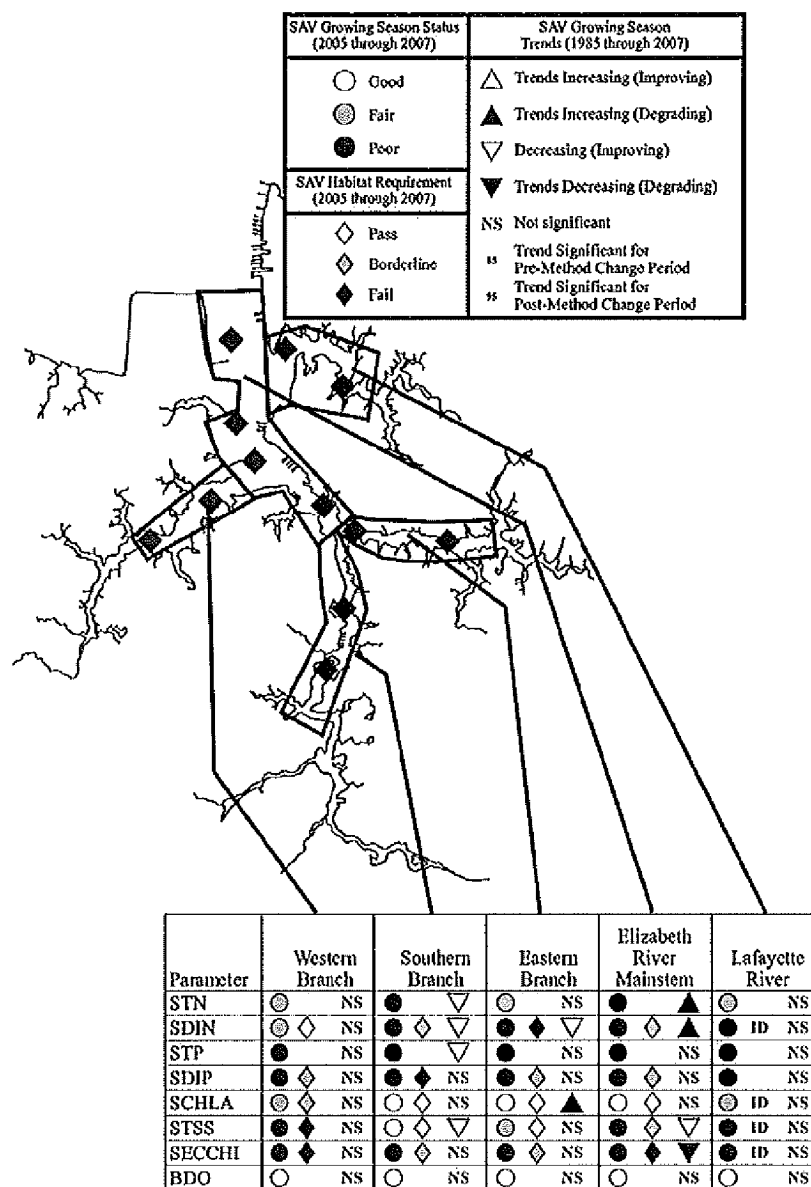 SAV Growing Season Status
(2005 through 2007)
Good
Fair
Poor
SAV Habitat Requirement
(2005 through 2007)
Pass
Borderline
Fail
SAV Growing Season
Trends (1985 through 2007)
Trends Increasing (Improving)
Trends Increasing (Degrading)
Decreasing (Improving)
Trends Decreasing (Degrading)
NS Not significant
Trend Significant for
Pre-Method Change Period
Trend Significant for
Post-Method Change Period
Parameter Western Branch Southern Branch Eastern Branch Elizabeth River Mainstem Lafayette River
STN NS NS NS
SDIN NS ID NS
STP NS NS NS NS
SDIP NS NS NS NS NS
SCHLA NS NS NS ID NS
STSS NS NS ID NS
SECCHI NS NS NS ID NS
BDO NS NS NS NS NS